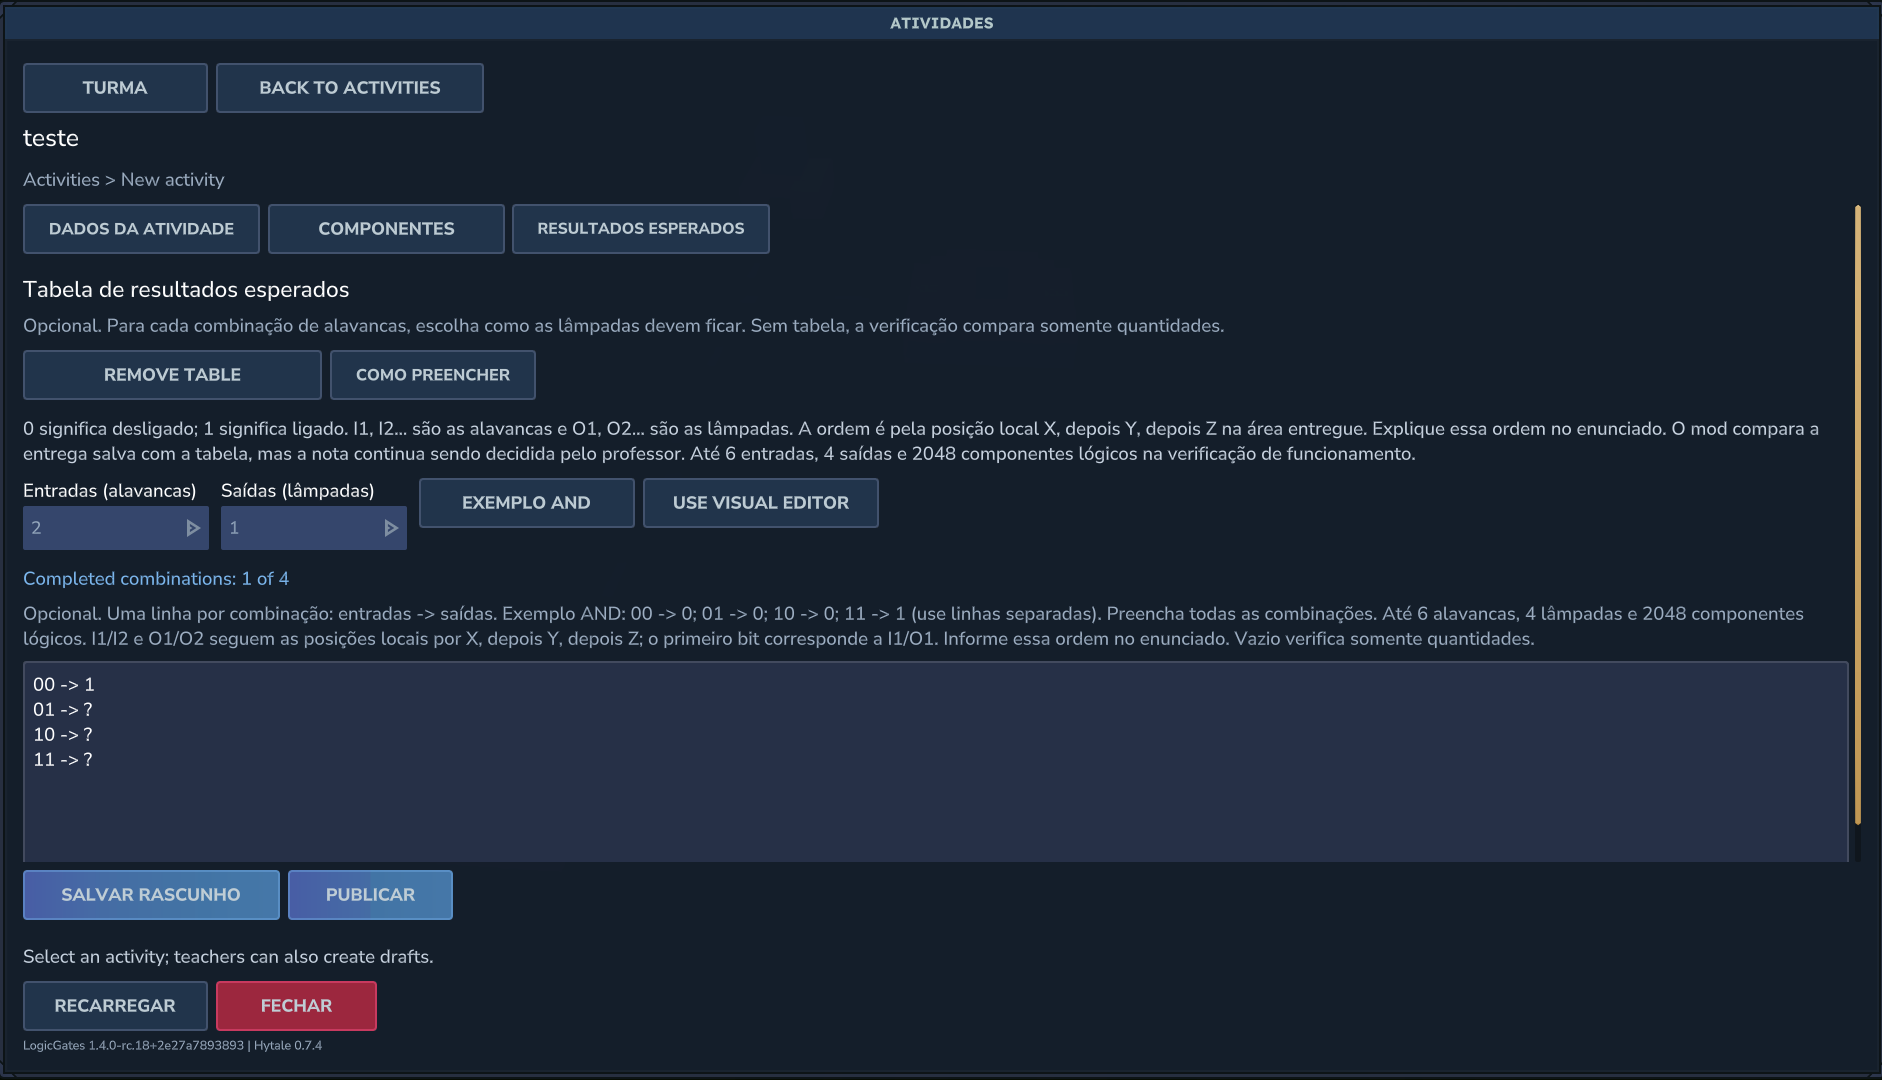 ATIVIDADES
TURMA
BACK TO ACTIVITIES
teste
Activities > New activity
DADOS DA ATIVIDADE
COMPONENTES
RESULTADOS ESPERADOS
Tabela de resultados esperados
Opcional. Para cada combinação de alavancas, escolha como as lâmpadas devem ficar. Sem tabela, a verificação compara somente quantidades.
REMOVE TABLE
COMO PREENCHER
0 significa desligado; 1 significa ligado. I1, I2... são as alavancas e O1, O2... são as lâmpadas. A ordem é pela posição local X, depois Y, depois Z na área entregue. Explique essa ordem no enunciado. O mod compara a
entrega salva com a tabela, mas a nota continua sendo decidida pelo professor. Até 6 entradas, 4 saídas e 2048 componentes lógicos na verificação de funcionamento.
Entradas (alavancas)
Saídas (lâmpadas)
2
1
EXEMPLO AND
USE VISUAL EDITOR
Completed combinations: 1 of 4
Opcional. Uma linha por combinação: entradas -> saídas. Exemplo AND: 00 -> 0; 01 -> 0; 10 -> 0; 11 -> 1 (use linhas separadas). Preencha todas as combinações. Até 6 alavancas, 4 lâmpadas e 2048 componentes
lógicos. I1/I2 e O1/O2 seguem as posições locais por X, depois Y, depois Z; o primeiro bit corresponde a I1/O1. Informe essa ordem no enunciado. Vazio verifica somente quantidades.
00 -> 1
01 -> ?
10 -> ?
11 -> ?
SALVAR RASCUNHO
PUBLICAR
Select an activity; teachers can also create drafts.
RECARREGAR
FECHAR
LogicGates 1.4.0-rc.18+2e27a7893893 | Hytale 0.7.4